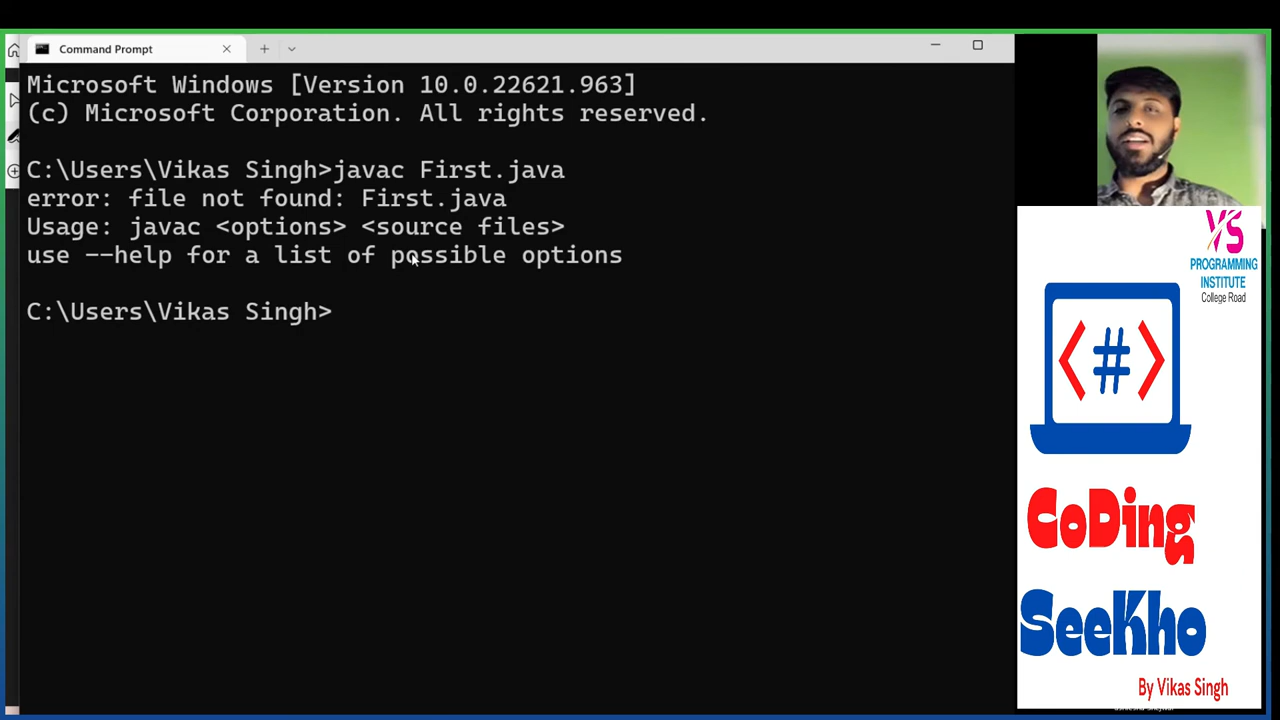 Command Prompt
Microsoft Windows [Version 10.0.22621.963]
(c) Microsoft Corporation. All rights reserved.
C:\Users\Vikas Singh>javac First.java
error: file not found: First.java
Usage: javac <options> <source files>
use --help for a list of possible options
C:\Users\Vikas Singh>
VS
PROGRAMMING
INSTITUTE
College Road
<#>
CoDing
SeeKho
By Vikas Singh